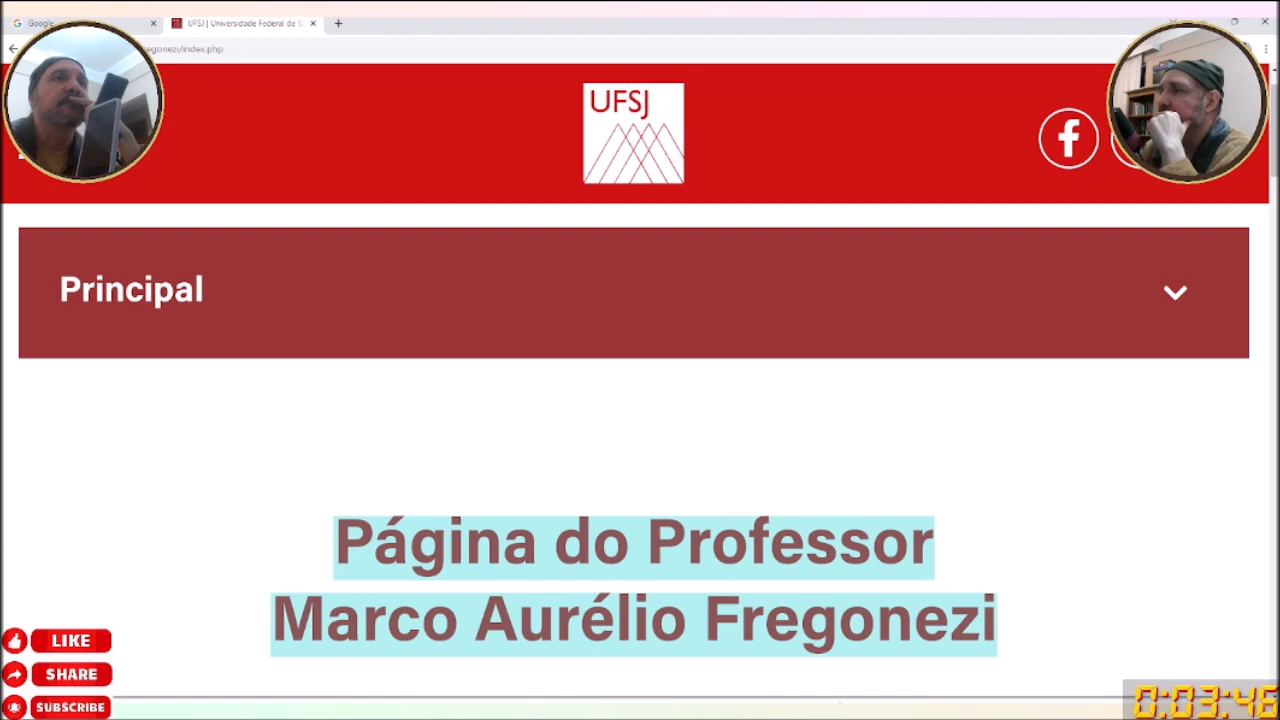 Google
UFSJ | Universidade Federal de S
fregonezi/index.php
UFSJ
Principal
Página do Professor
Marco Aurélio Fregonezi
LIKE
SHARE
SUBSCRIBE
0:03:46